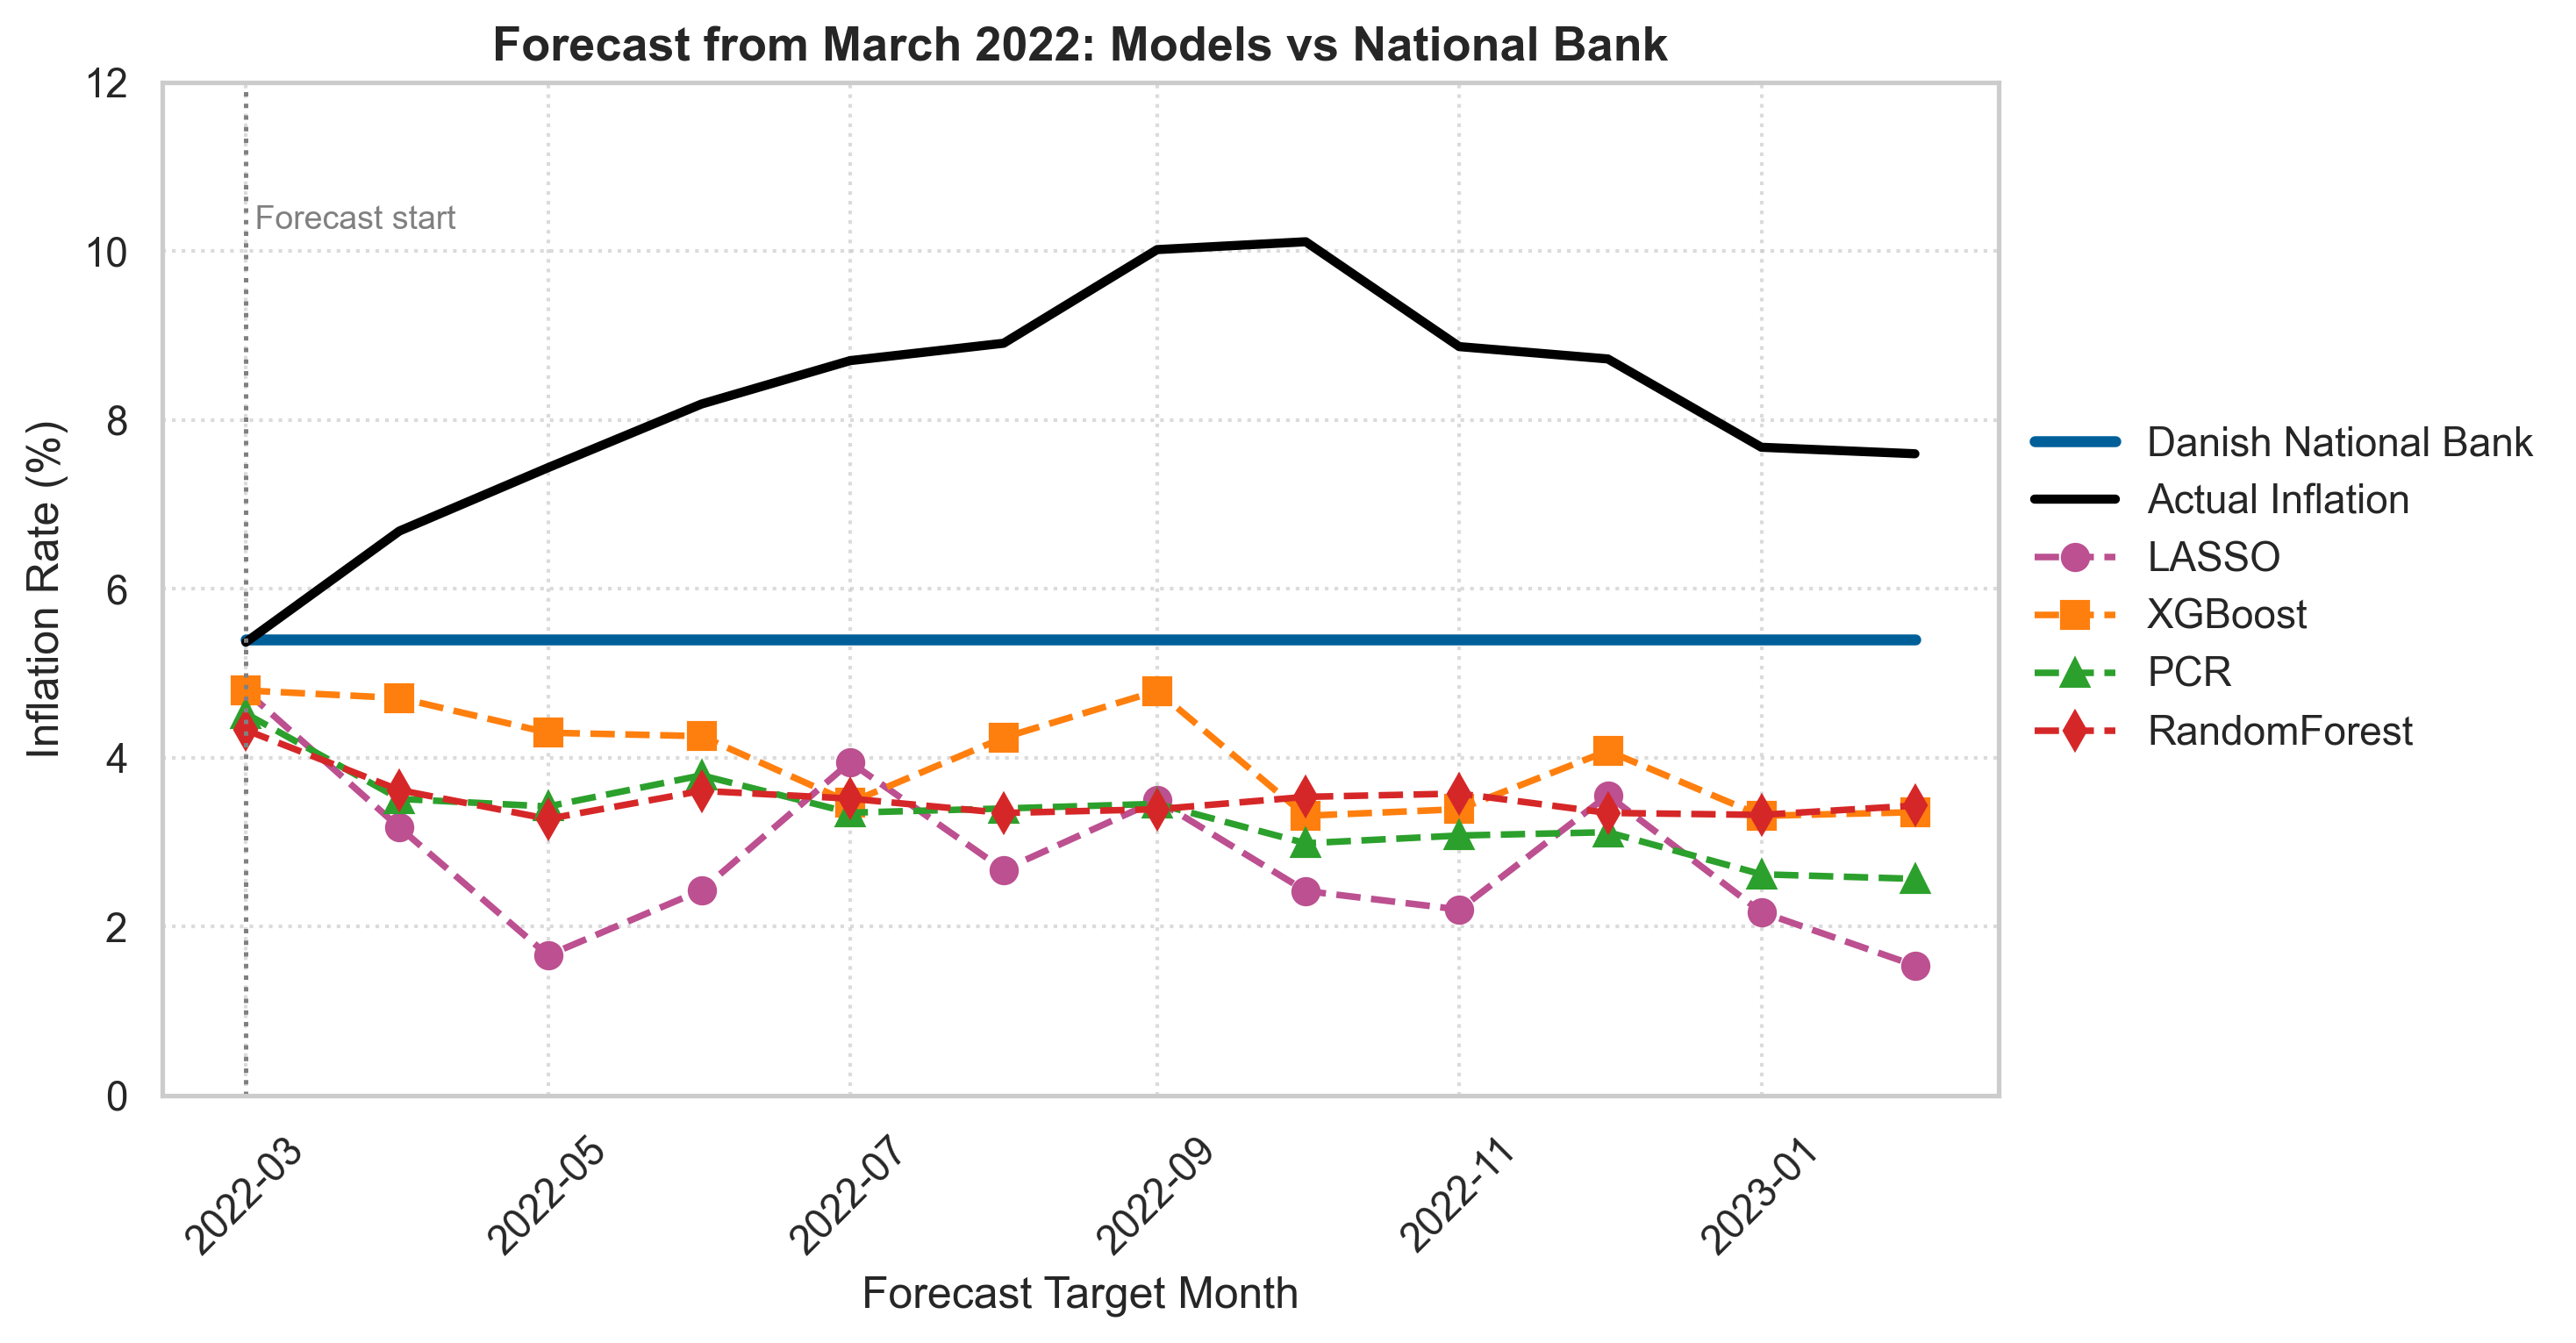 Forecast from March 2022: Models vs National Bank
12
10
8
6
4
2
0
Inflation Rate (%)
Forecast start
2022-03
2022-05
2022-07
2022-09
2022-11
2023-01
Forecast Target Month
Danish National Bank
Actual Inflation
LASSO
XGBoost
PCR
RandomForest